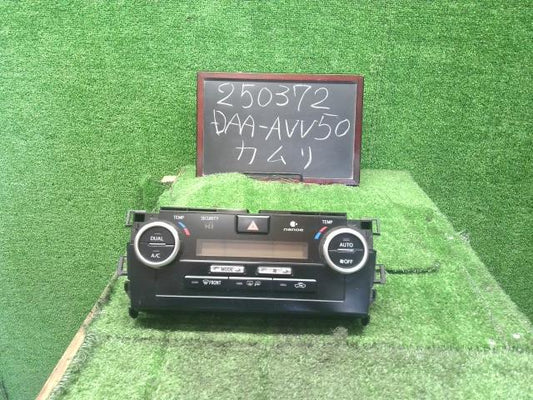 250372
DAA-AVV50
カムリ
TEMP
SECURITY
nanoe
TEMP
DUAL
A/C
AUTO
OFF
MODE
FRONT